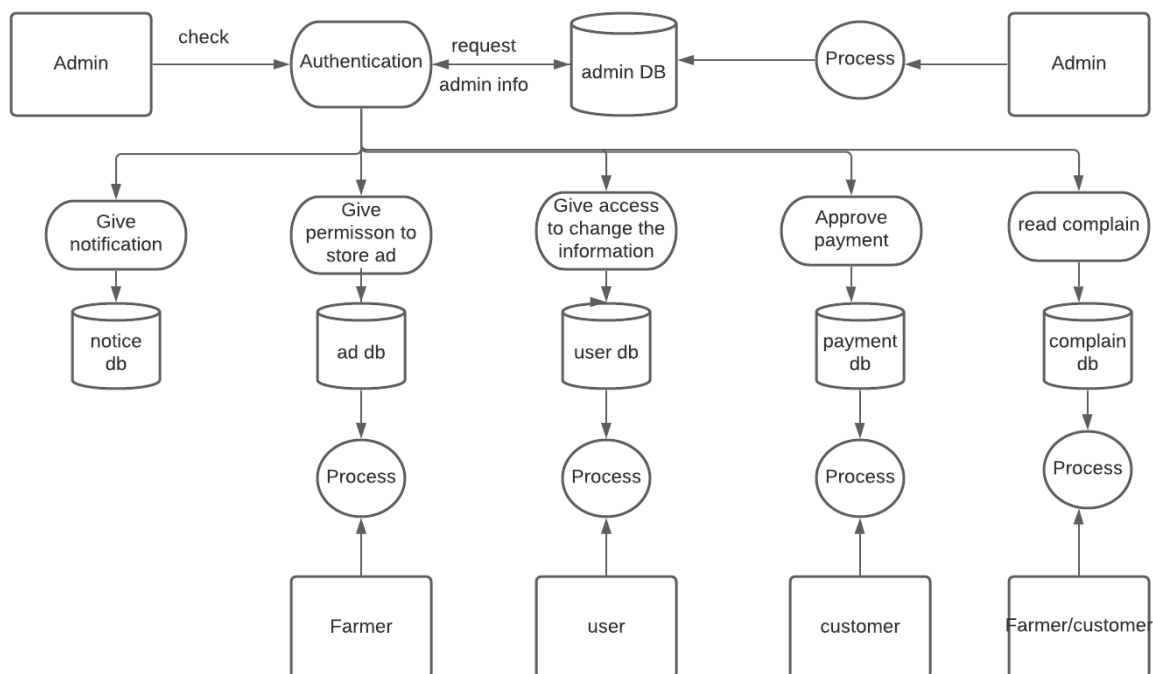 Admin
check
Authentication
request
admin info
admin DB
Process
Admin
Give
notification
Give
permisson to
store ad
Give access
to change the
information
Approve
payment
read complain
notice
db
ad db
user db
payment
db
complain
db
Process
Process
Process
Process
Farmer
user
customer
Farmer/customer